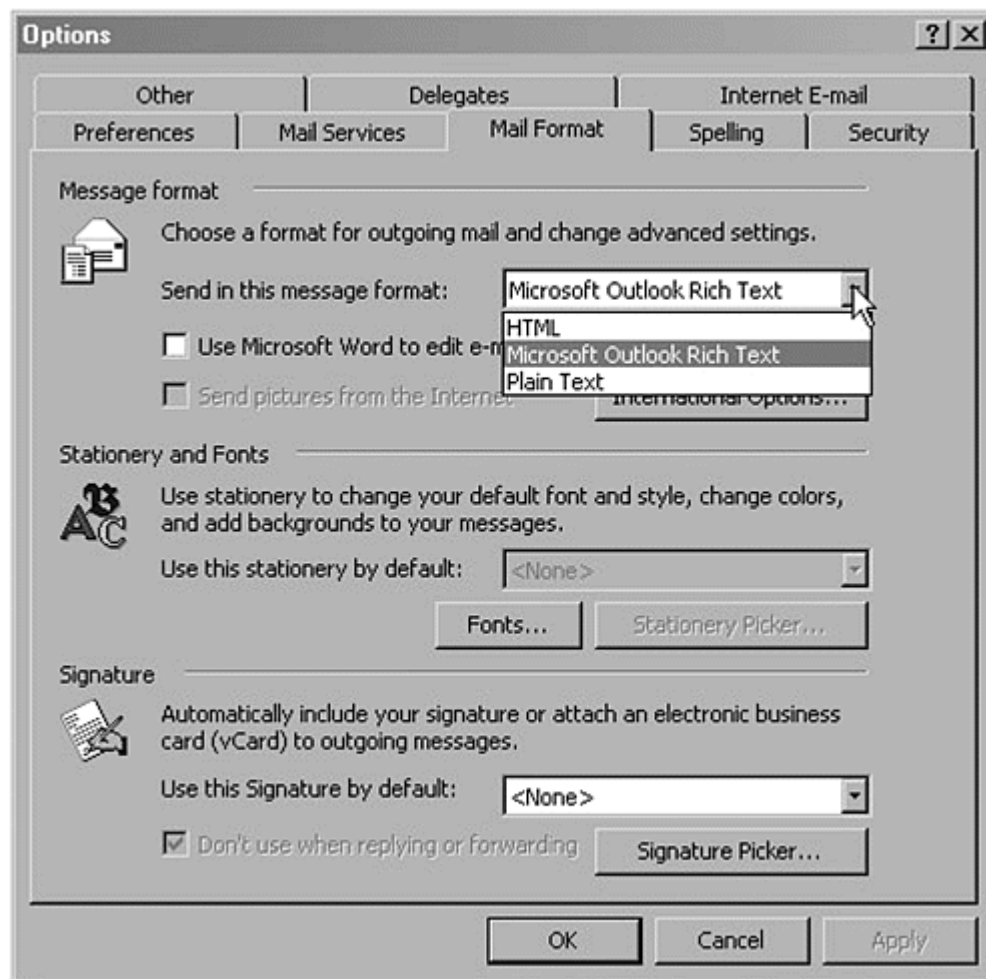 Options
Other Delegates Internet E-mail
Preferences Mail Services Mail Format Spelling Security
Message format
Choose a format for outgoing mail and change advanced settings.
Send in this message format: Microsoft Outlook Rich Text
HTML
Use Microsoft Word to edit e-m
Microsoft Outlook Rich Text
Plain Text
Send pictures from the Internet International Options...
Stationery and Fonts
Use stationery to change your default font and style, change colors,
and add backgrounds to your messages.
Use this stationery by default: <None>
Fonts... Stationery Picker...
Signature
Automatically include your signature or attach an electronic business
card (vCard) to outgoing messages.
Use this Signature by default: <None>
Don't use when replying or forwarding Signature Picker...
OK Cancel Apply